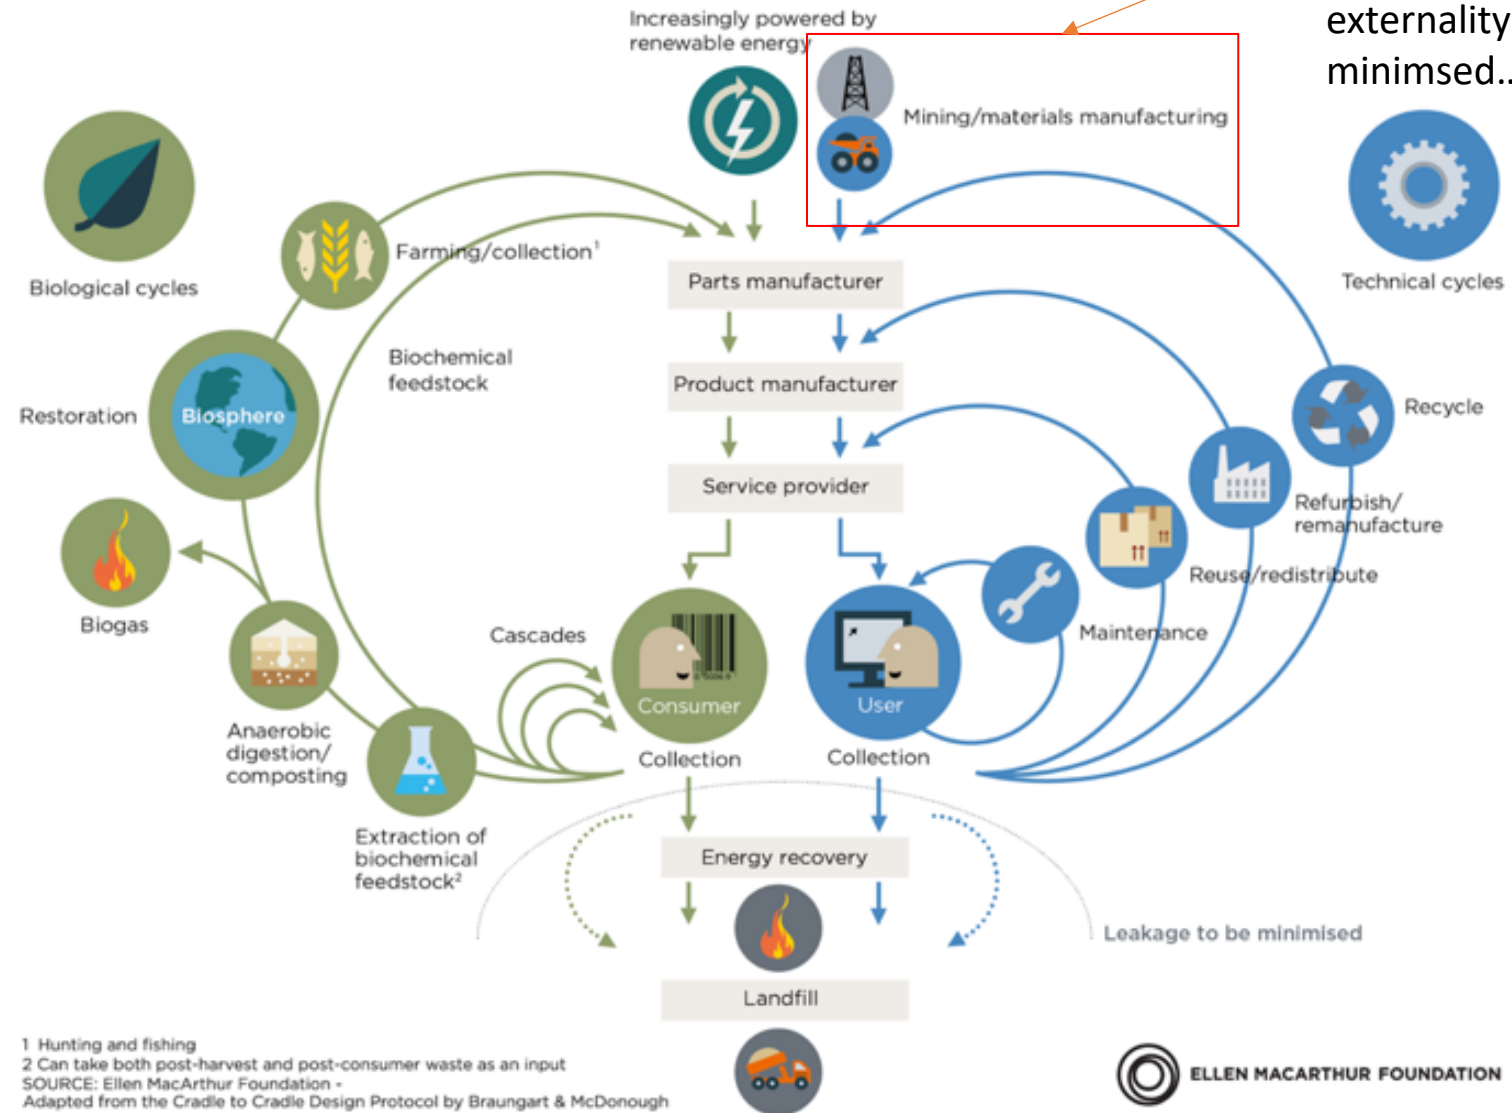 externality
minimsed..
Increasingly powered by
renewable energy
Mining/materials manufacturing
Biological cycles
Technical cycles
Farming/collection¹
Parts manufacturer
Biochemical
feedstock
Product manufacturer
Restoration
Biosphere
Recycle
Service provider
Refurbish/
remanufacture
Reuse/redistribute
Biogas
Cascades
Maintenance
Consumer
User
Anaerobic
digestion/
composting
Collection
Collection
Extraction of
biochemical
feedstock²
Energy recovery
Leakage to be minimised
Landfill
1 Hunting and fishing
2 Can take both post-harvest and post-consumer waste as an input
SOURCE: Ellen MacArthur Foundation -
Adapted from the Cradle to Cradle Design Protocol by Braungart & McDonough
ELLEN MACARTHUR FOUNDATION